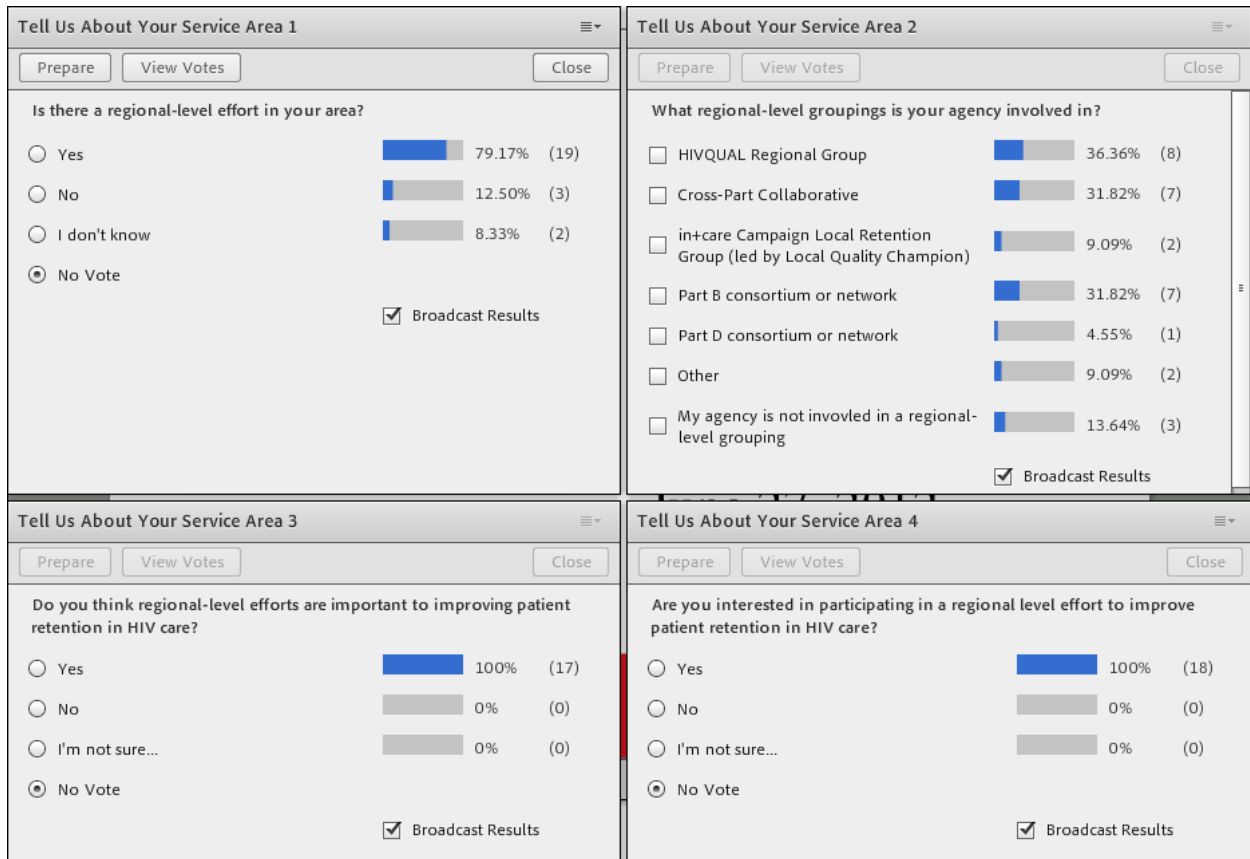 Tell Us About Your Service Area 1
Prepare View Votes Close
Is there a regional-level effort in your area?
Yes 79.17% (19)
No 12.50% (3)
I don't know 8.33% (2)
No Vote
Broadcast Results
Tell Us About Your Service Area 2
Prepare View Votes Close
What regional-level groupings is your agency involved in?
HIVQUAL Regional Group 36.36% (8)
Cross-Part Collaborative 31.82% (7)
in+care Campaign Local Retention
Group (led by Local Quality Champion) 9.09% (2)
Part B consortium or network 31.82% (7)
Part D consortium or network 4.55% (1)
Other 9.09% (2)
My agency is not invovled in a regional-
level grouping 13.64% (3)
Broadcast Results
Tell Us About Your Service Area 3
Prepare View Votes Close
Do you think regional-level efforts are important to improving patient
retention in HIV care?
Yes 100% (17)
No 0% (0)
I'm not sure... 0% (0)
No Vote
Broadcast Results
Tell Us About Your Service Area 4
Prepare View Votes Close
Are you interested in participating in a regional level effort to improve
patient retention in HIV care?
Yes 100% (18)
No 0% (0)
I'm not sure... 0% (0)
No Vote
Broadcast Results